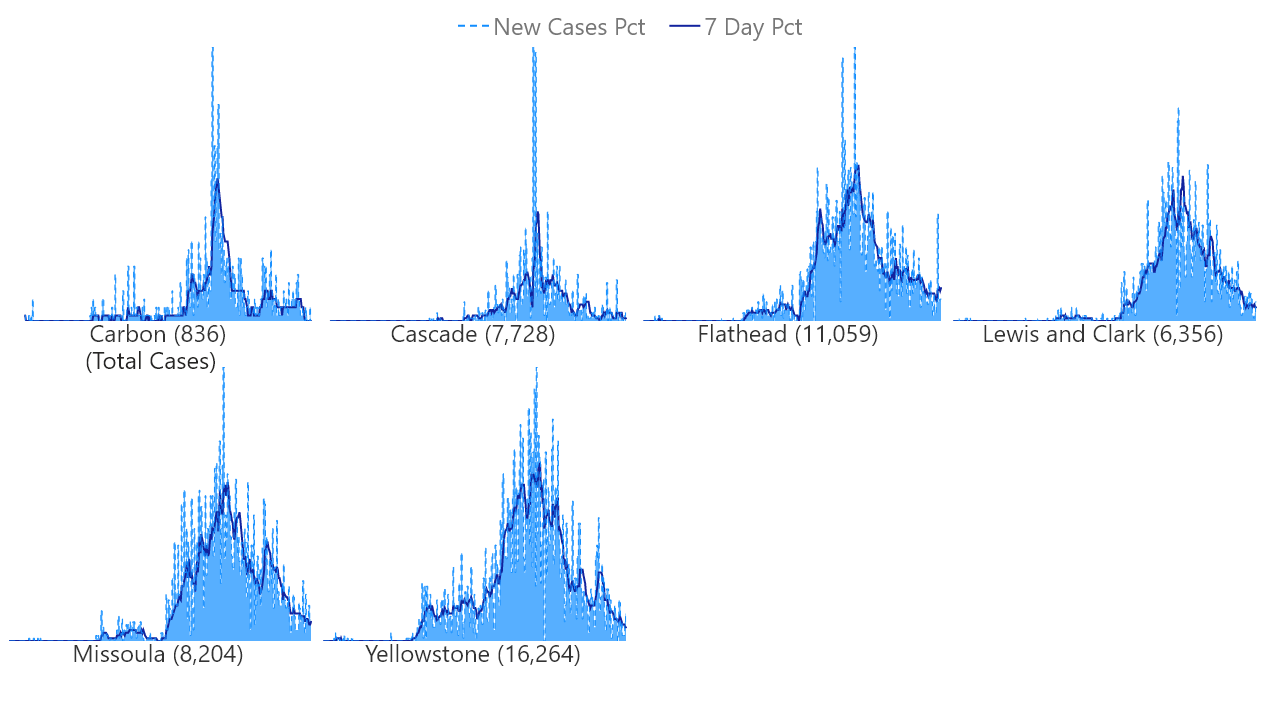 New Cases Pct 7 Day Pct
Carbon (836)
(Total Cases)
Cascade (7,728)
Flathead (11,059)
Lewis and Clark (6,356)
Missoula (8,204)
Yellowstone (16,264)